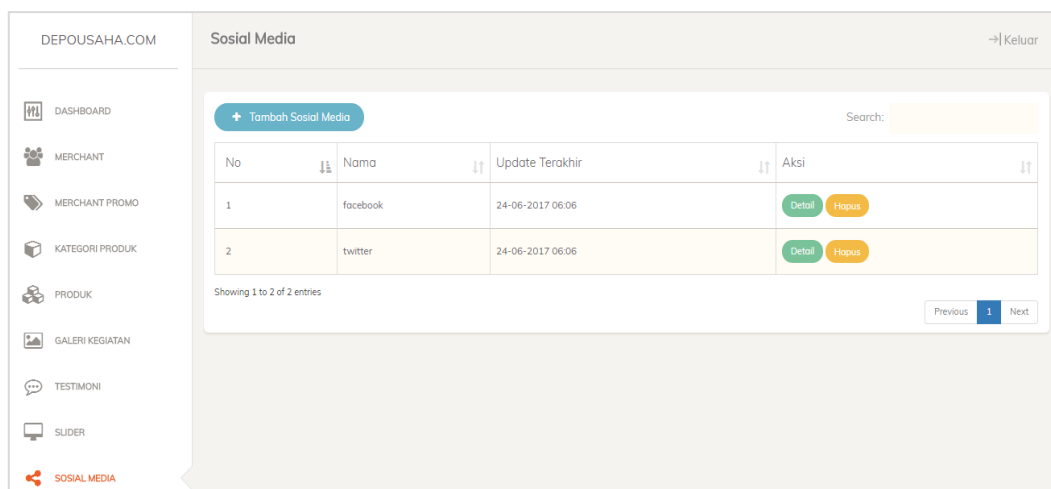 DEPOUSAHA.COM
Sosial Media
Keluar
DASHBOARD
MERCHANT
MERCHANT PROMO
KATEGORI PRODUK
PRODUK
GALERI KEGIATAN
TESTIMONI
SLIDER
SOSIAL MEDIA
+ Tambah Sosial Media
Search:
No Nama Update Terakhir Aksi
1 facebook 24-06-2017 06:06 Detail Hapus
2 twitter 24-06-2017 06:06 Detail Hapus
Showing 1 to 2 of 2 entries
Previous 1 Next